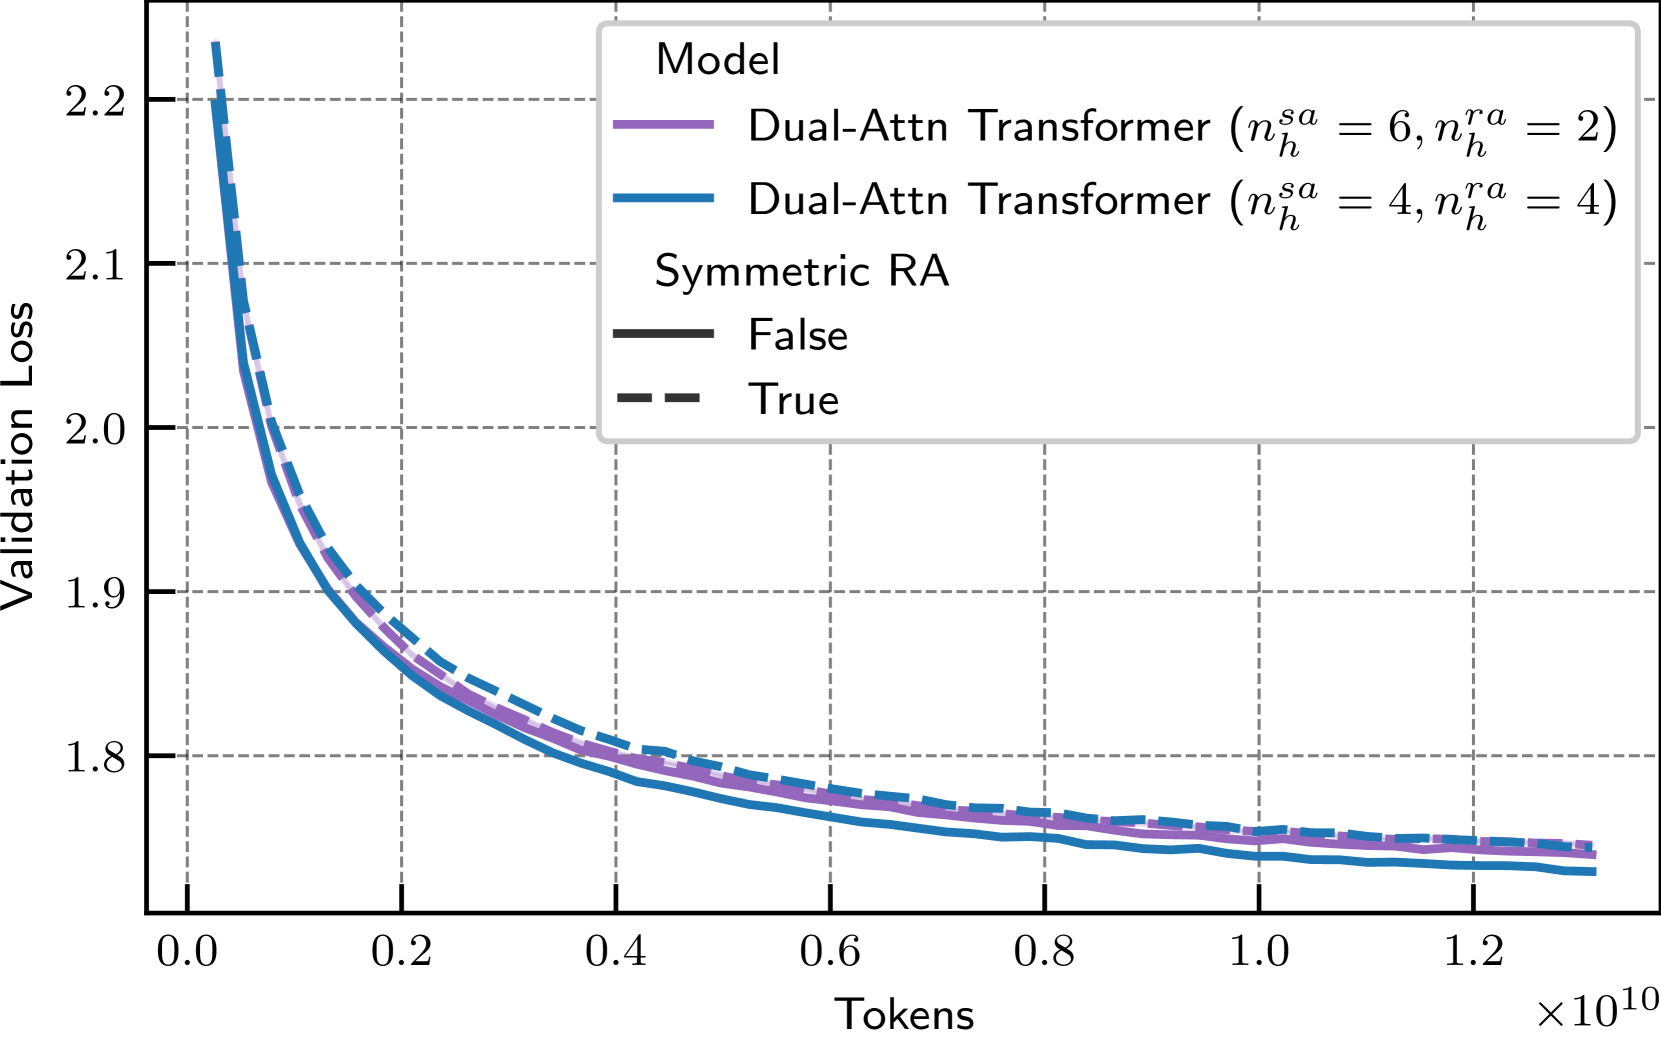 Model
Dual-Attn Transformer ($n_h^{sa} = 6, n_h^{ra} = 2$)
Dual-Attn Transformer ($n_h^{sa} = 4, n_h^{ra} = 4$)
Symmetric RA
False
True
Validation Loss
2.2
2.1
2.0
1.9
1.8
0.0 0.2 0.4 0.6 0.8 1.0 1.2
Tokens
×10¹⁰